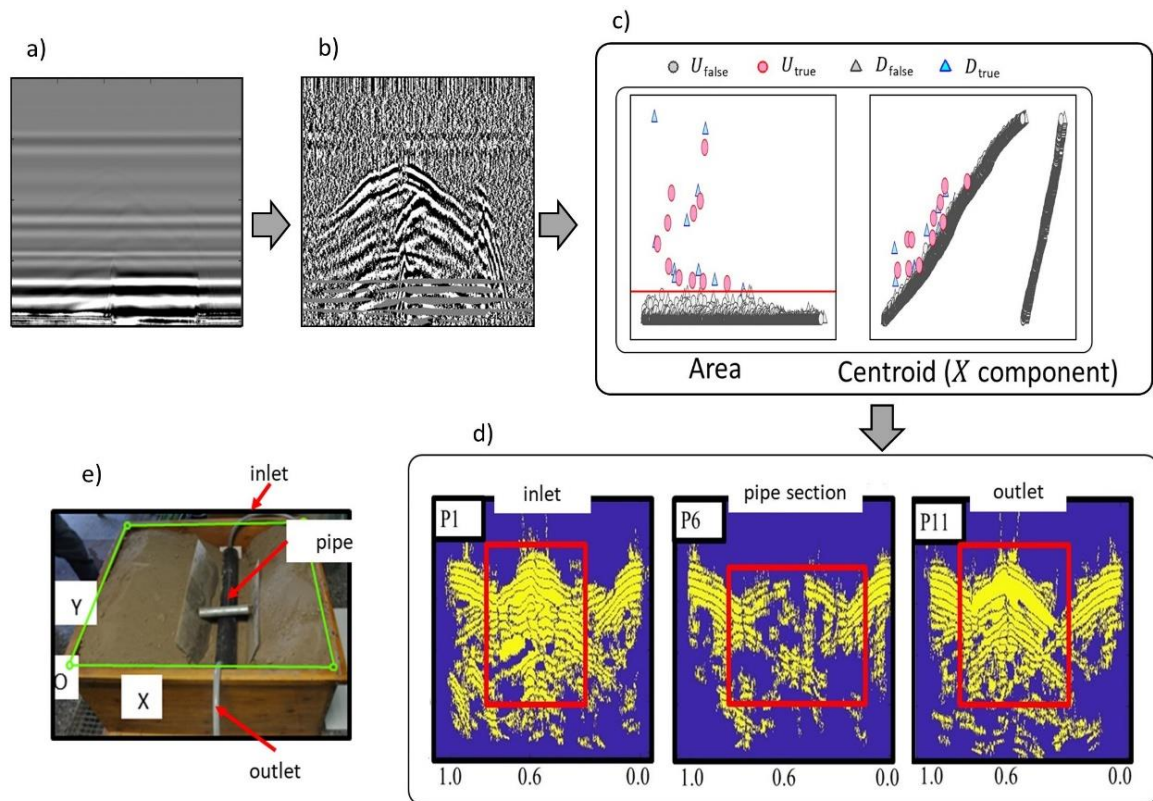 a)
b)
c)
U_false U_true D_false D_true
Area
Centroid (X component)
d)
inlet
pipe section
outlet
P1
P6
P11
1.0 0.6 0.0
1.0 0.6 0.0
1.0 0.6 0.0
e)
inlet
pipe
Y
O
X
outlet